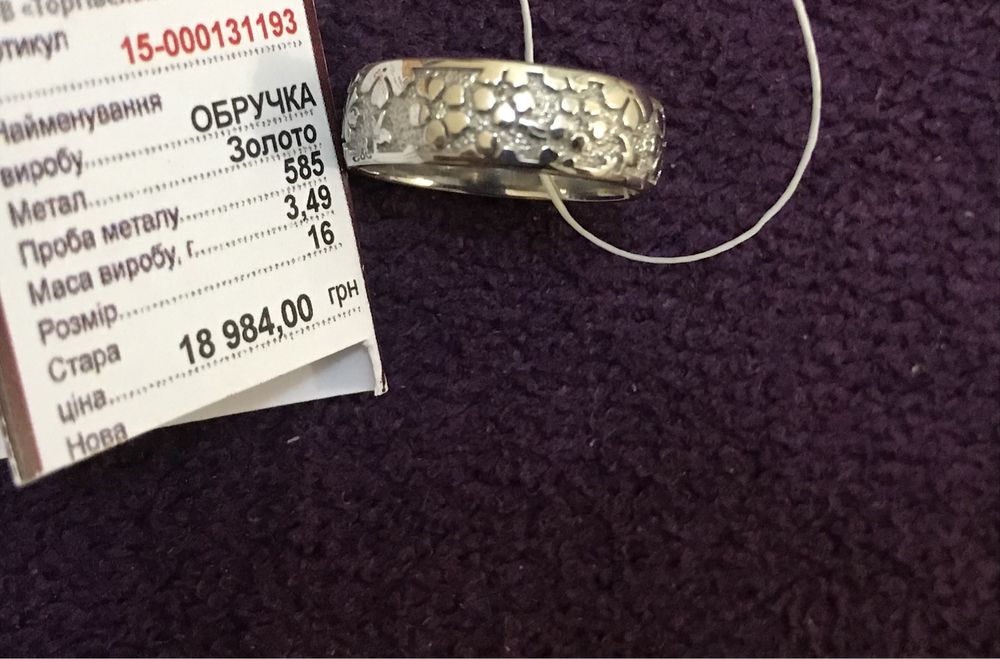 15-000131193
виробу ОБРУЧКА
Метал Золото
Проба металу 585
Маса виробу, г. 3,49
Розмір 16
Стара
ціна 18 984,00 грн
Нова